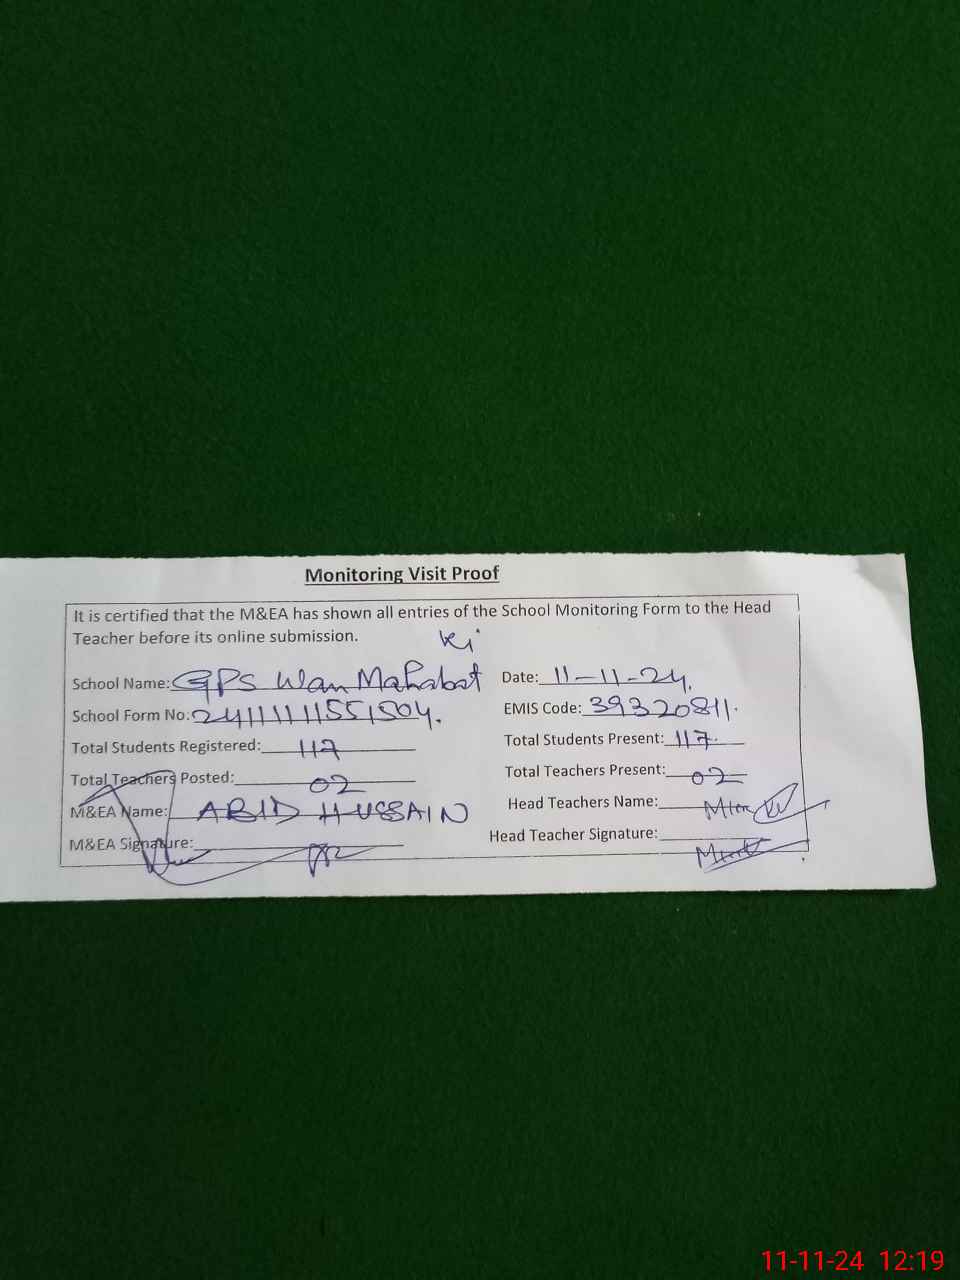 Monitoring Visit Proof
It is certified that the M&EA has shown all entries of the School Monitoring Form to the Head
Teacher before its online submission.
Ki
School Name: GPS Wan Mahabat Date: 11-11-24.
School Form No: 2411111551504. EMIS Code: 39320811.
Total Students Registered: 117 Total Students Present: 117.
Total Teachers Posted: 02 Total Teachers Present: 02
M&EA Name: ABID HUSSAIN Head Teachers Name:
M&EA Signature: Head Teacher Signature:
11-11-24 12:19